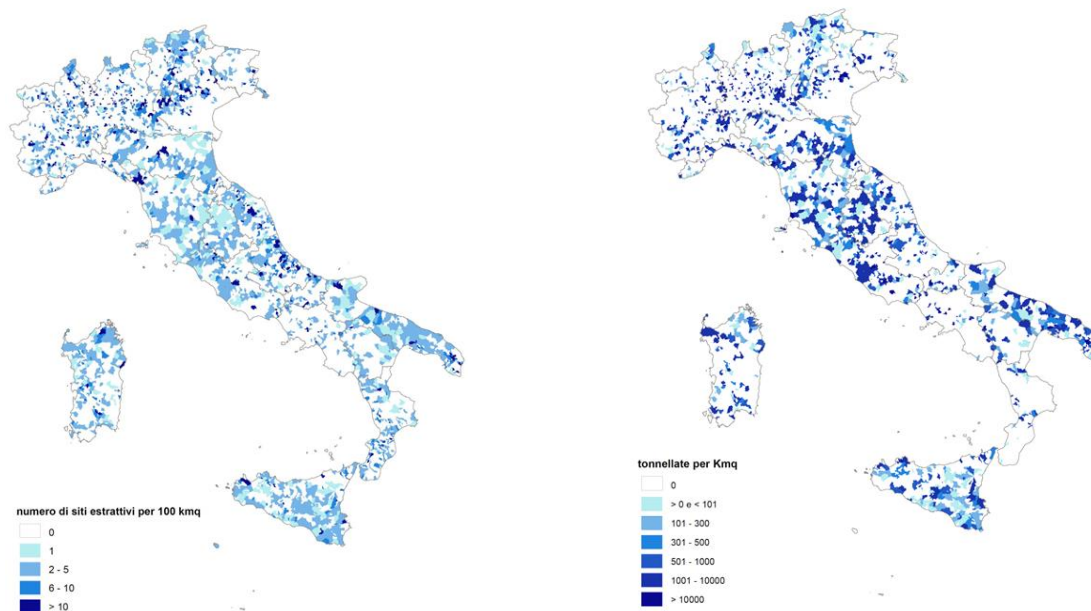 numero di siti estrattivi per 100 kmq
0
1
2 - 5
6 - 10
> 10
tonnellate per Kmq
0
> 0 e < 101
101 - 300
301 - 500
501 - 1000
1001 - 10000
> 10000